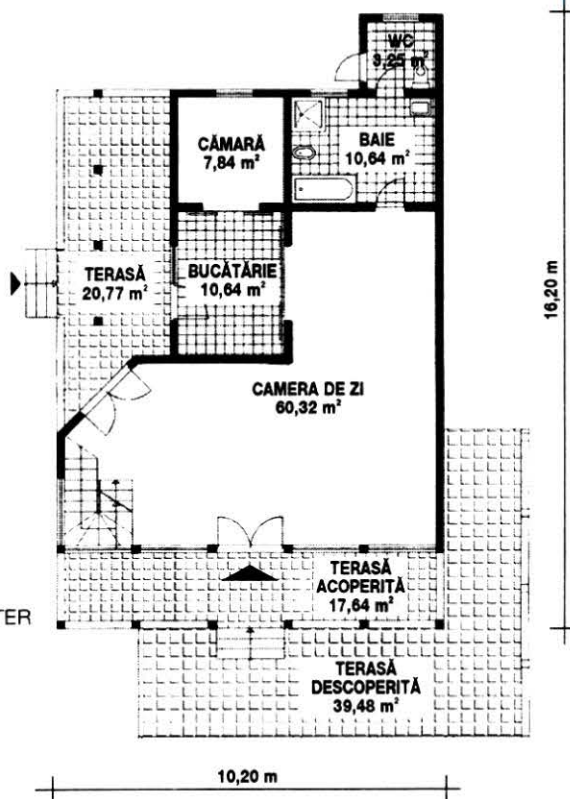 WC
3,25 m²
CĂMARĂ
7,84 m²
BAIE
10,64 m²
TERASĂ
20,77 m²
BUCĂTĂRIE
10,64 m²
16,20 m
CAMERA DE ZI
60,32 m²
TERASĂ
ACOPERITĂ
17,64 m²
TER
TERASĂ
DESCOPERITĂ
39,48 m²
10,20 m